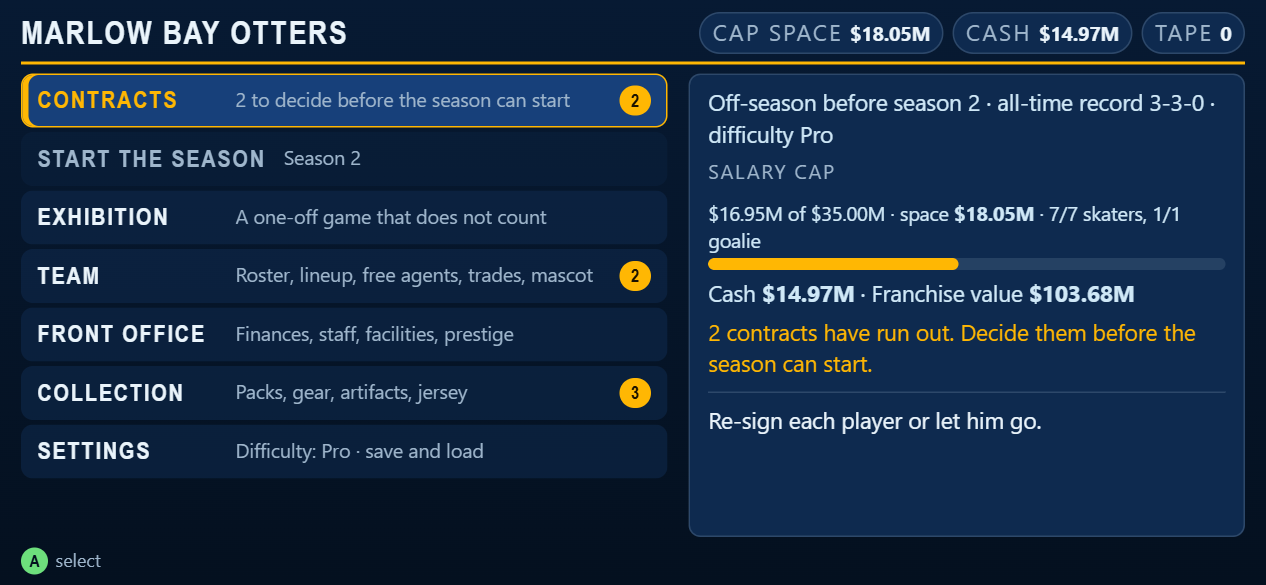 MARLOW BAY OTTERS
CAP SPACE $18.05M
CASH $14.97M
TAPE 0
CONTRACTS 2 to decide before the season can start 2
START THE SEASON Season 2
EXHIBITION A one-off game that does not count
TEAM Roster, lineup, free agents, trades, mascot 2
FRONT OFFICE Finances, staff, facilities, prestige
COLLECTION Packs, gear, artifacts, jersey 3
SETTINGS Difficulty: Pro · save and load
Off-season before season 2 · all-time record 3-3-0 ·
difficulty Pro
SALARY CAP
$16.95M of $35.00M · space $18.05M · 7/7 skaters, 1/1
goalie
Cash $14.97M · Franchise value $103.68M
2 contracts have run out. Decide them before the
season can start.
Re-sign each player or let him go.
A select